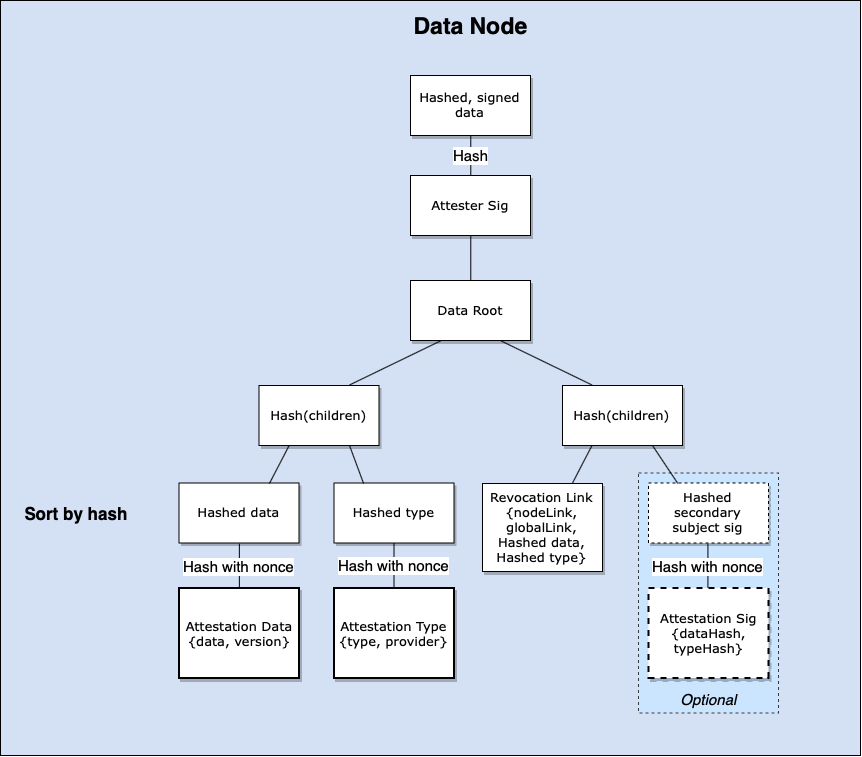 Data Node
Hashed, signed
data
Hash
Attester Sig
Data Root
Hash(children)
Hash(children)
Sort by hash
Hashed data
Hashed type
Revocation Link
{nodeLink,
globalLink,
Hashed data,
Hashed type}
Hashed
secondary
subject sig
Hash with nonce
Hash with nonce
Hash with nonce
Attestation Data
{data, version}
Attestation Type
{type, provider}
Attestation Sig
{dataHash,
typeHash}
Optional